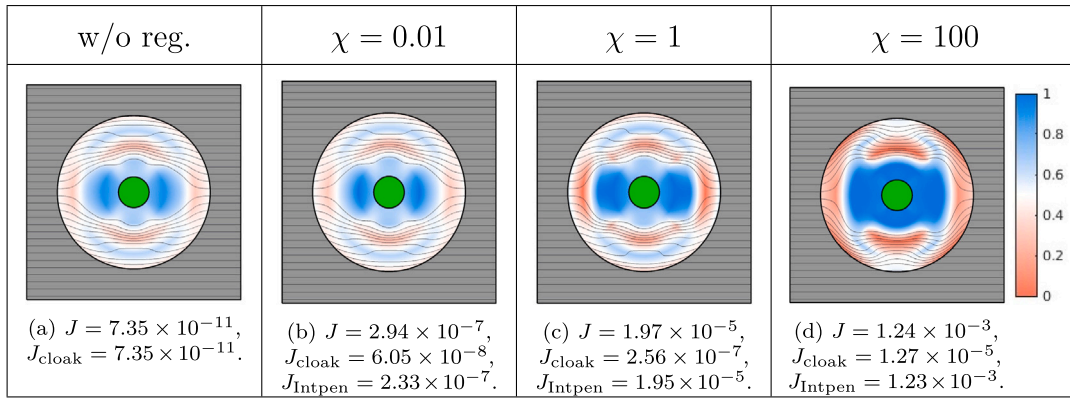 w/o reg.
χ = 0.01
χ = 1
χ = 100
1
0.8
0.6
0.4
0.2
0
(a) J = 7.35 × 10⁻¹¹,
J_cloak = 7.35 × 10⁻¹¹.
(b) J = 2.94 × 10⁻⁷,
J_cloak = 6.05 × 10⁻⁸,
J_Intpen = 2.33 × 10⁻⁷.
(c) J = 1.97 × 10⁻⁵,
J_cloak = 2.56 × 10⁻⁷,
J_Intpen = 1.95 × 10⁻⁵.
(d) J = 1.24 × 10⁻³,
J_cloak = 1.27 × 10⁻⁵,
J_Intpen = 1.23 × 10⁻³.